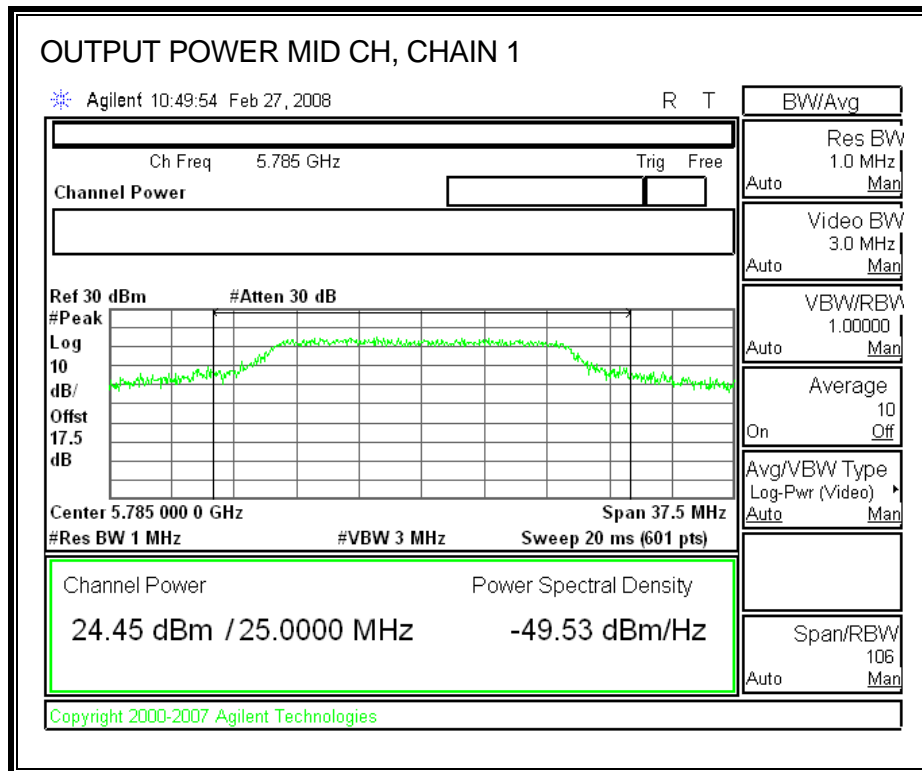 OUTPUT POWER MID CH, CHAIN 1
Agilent 10:49:54 Feb 27, 2008 R T
Ch Freq 5.785 GHz Trig Free
Channel Power
Ref 30 dBm #Atten 30 dB
#Peak
Log
10
dB/
Offst
17.5
dB
Center 5.785 000 0 GHz Span 37.5 MHz
#Res BW 1 MHz #VBW 3 MHz Sweep 20 ms (601 pts)
Channel Power Power Spectral Density
24.45 dBm / 25.0000 MHz -49.53 dBm/Hz
Copyright 2000-2007 Agilent Technologies
BW/Avg
Res BW
1.0 MHz
Auto Man
Video BW
3.0 MHz
Auto Man
VBW/RBW
1.00000
Auto Man
Average
10
On Off
Avg/VBW Type
Log-Pwr (Video)
Auto Man
Span/RBW
106
Auto Man